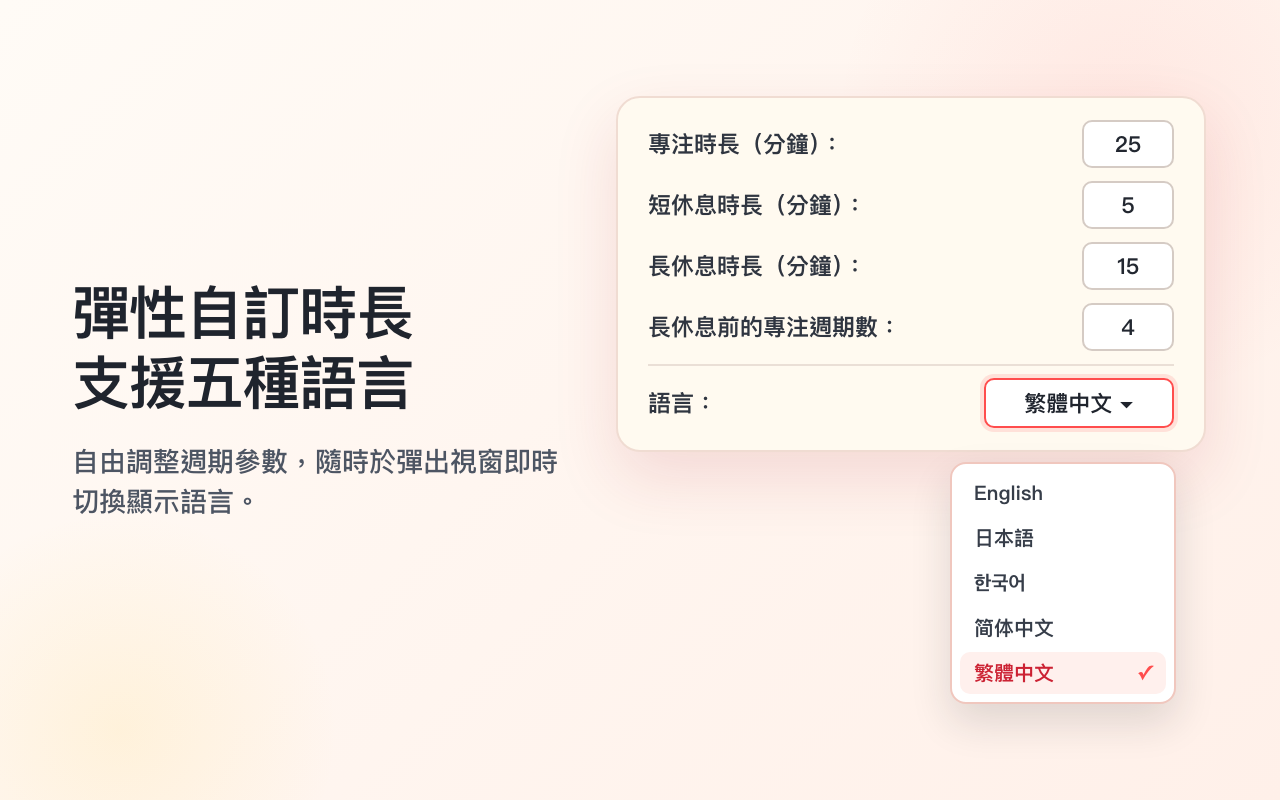 彈性自訂時長
支援五種語言
自由調整週期參數，隨時於彈出視窗即時
切換顯示語言。
專注時長（分鐘）： 25
短休息時長（分鐘）： 5
長休息時長（分鐘）： 15
長休息前的專注週期數： 4
語言： 繁體中文
English
日本語
한국어
简体中文
繁體中文 ✓